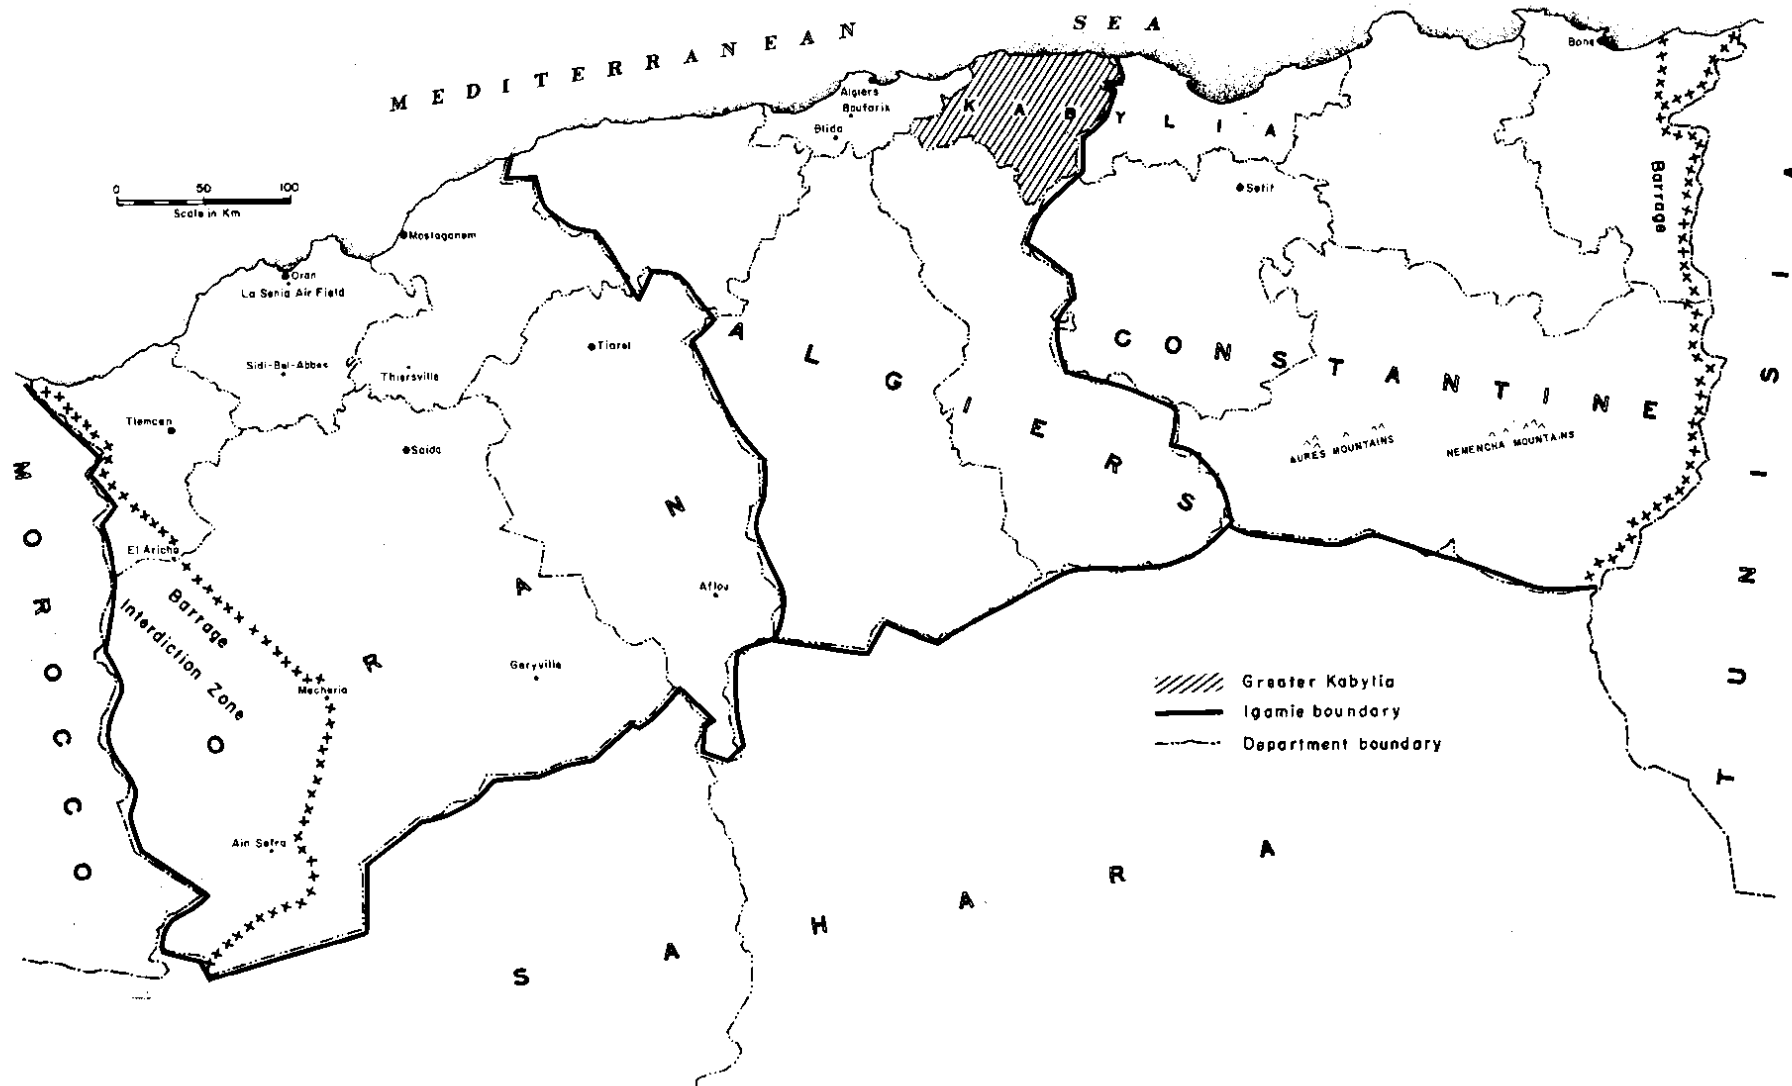 MEDITERRANEAN SEA
Bone
Algiers
Boufarik
Blida
KABYLIA
Setif
Barrage
0 50 100
Scale in Km
Mostaganem
Oran
La Senia Air Field
Sidi-Bel-Abbes
Thiersville
Tiaret
Tlemcen
Saida
ALGIERS
CONSTANTINE
AURES MOUNTAINS
NEMENCHA MOUNTAINS
MOROCCO
TUNISIA
ORAN
El Aricha
Barrage
Interdiction Zone
Aflou
Geryville
Mecheria
Ain Sefra
Greater Kabylia
Igamie boundary
Department boundary
SAHARA